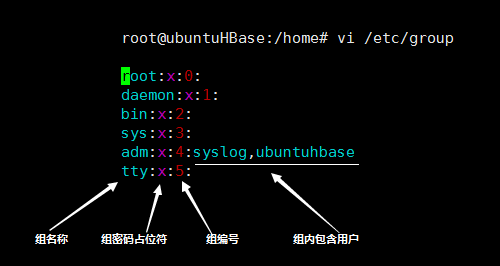 root@ubuntuHBase:/home# vi /etc/group
root:x:0:
daemon:x:1:
bin:x:2:
sys:x:3:
adm:x:4:syslog,ubuntuhbase
tty:x:5:
组名称 组密码占位符 组编号 组内包含用户